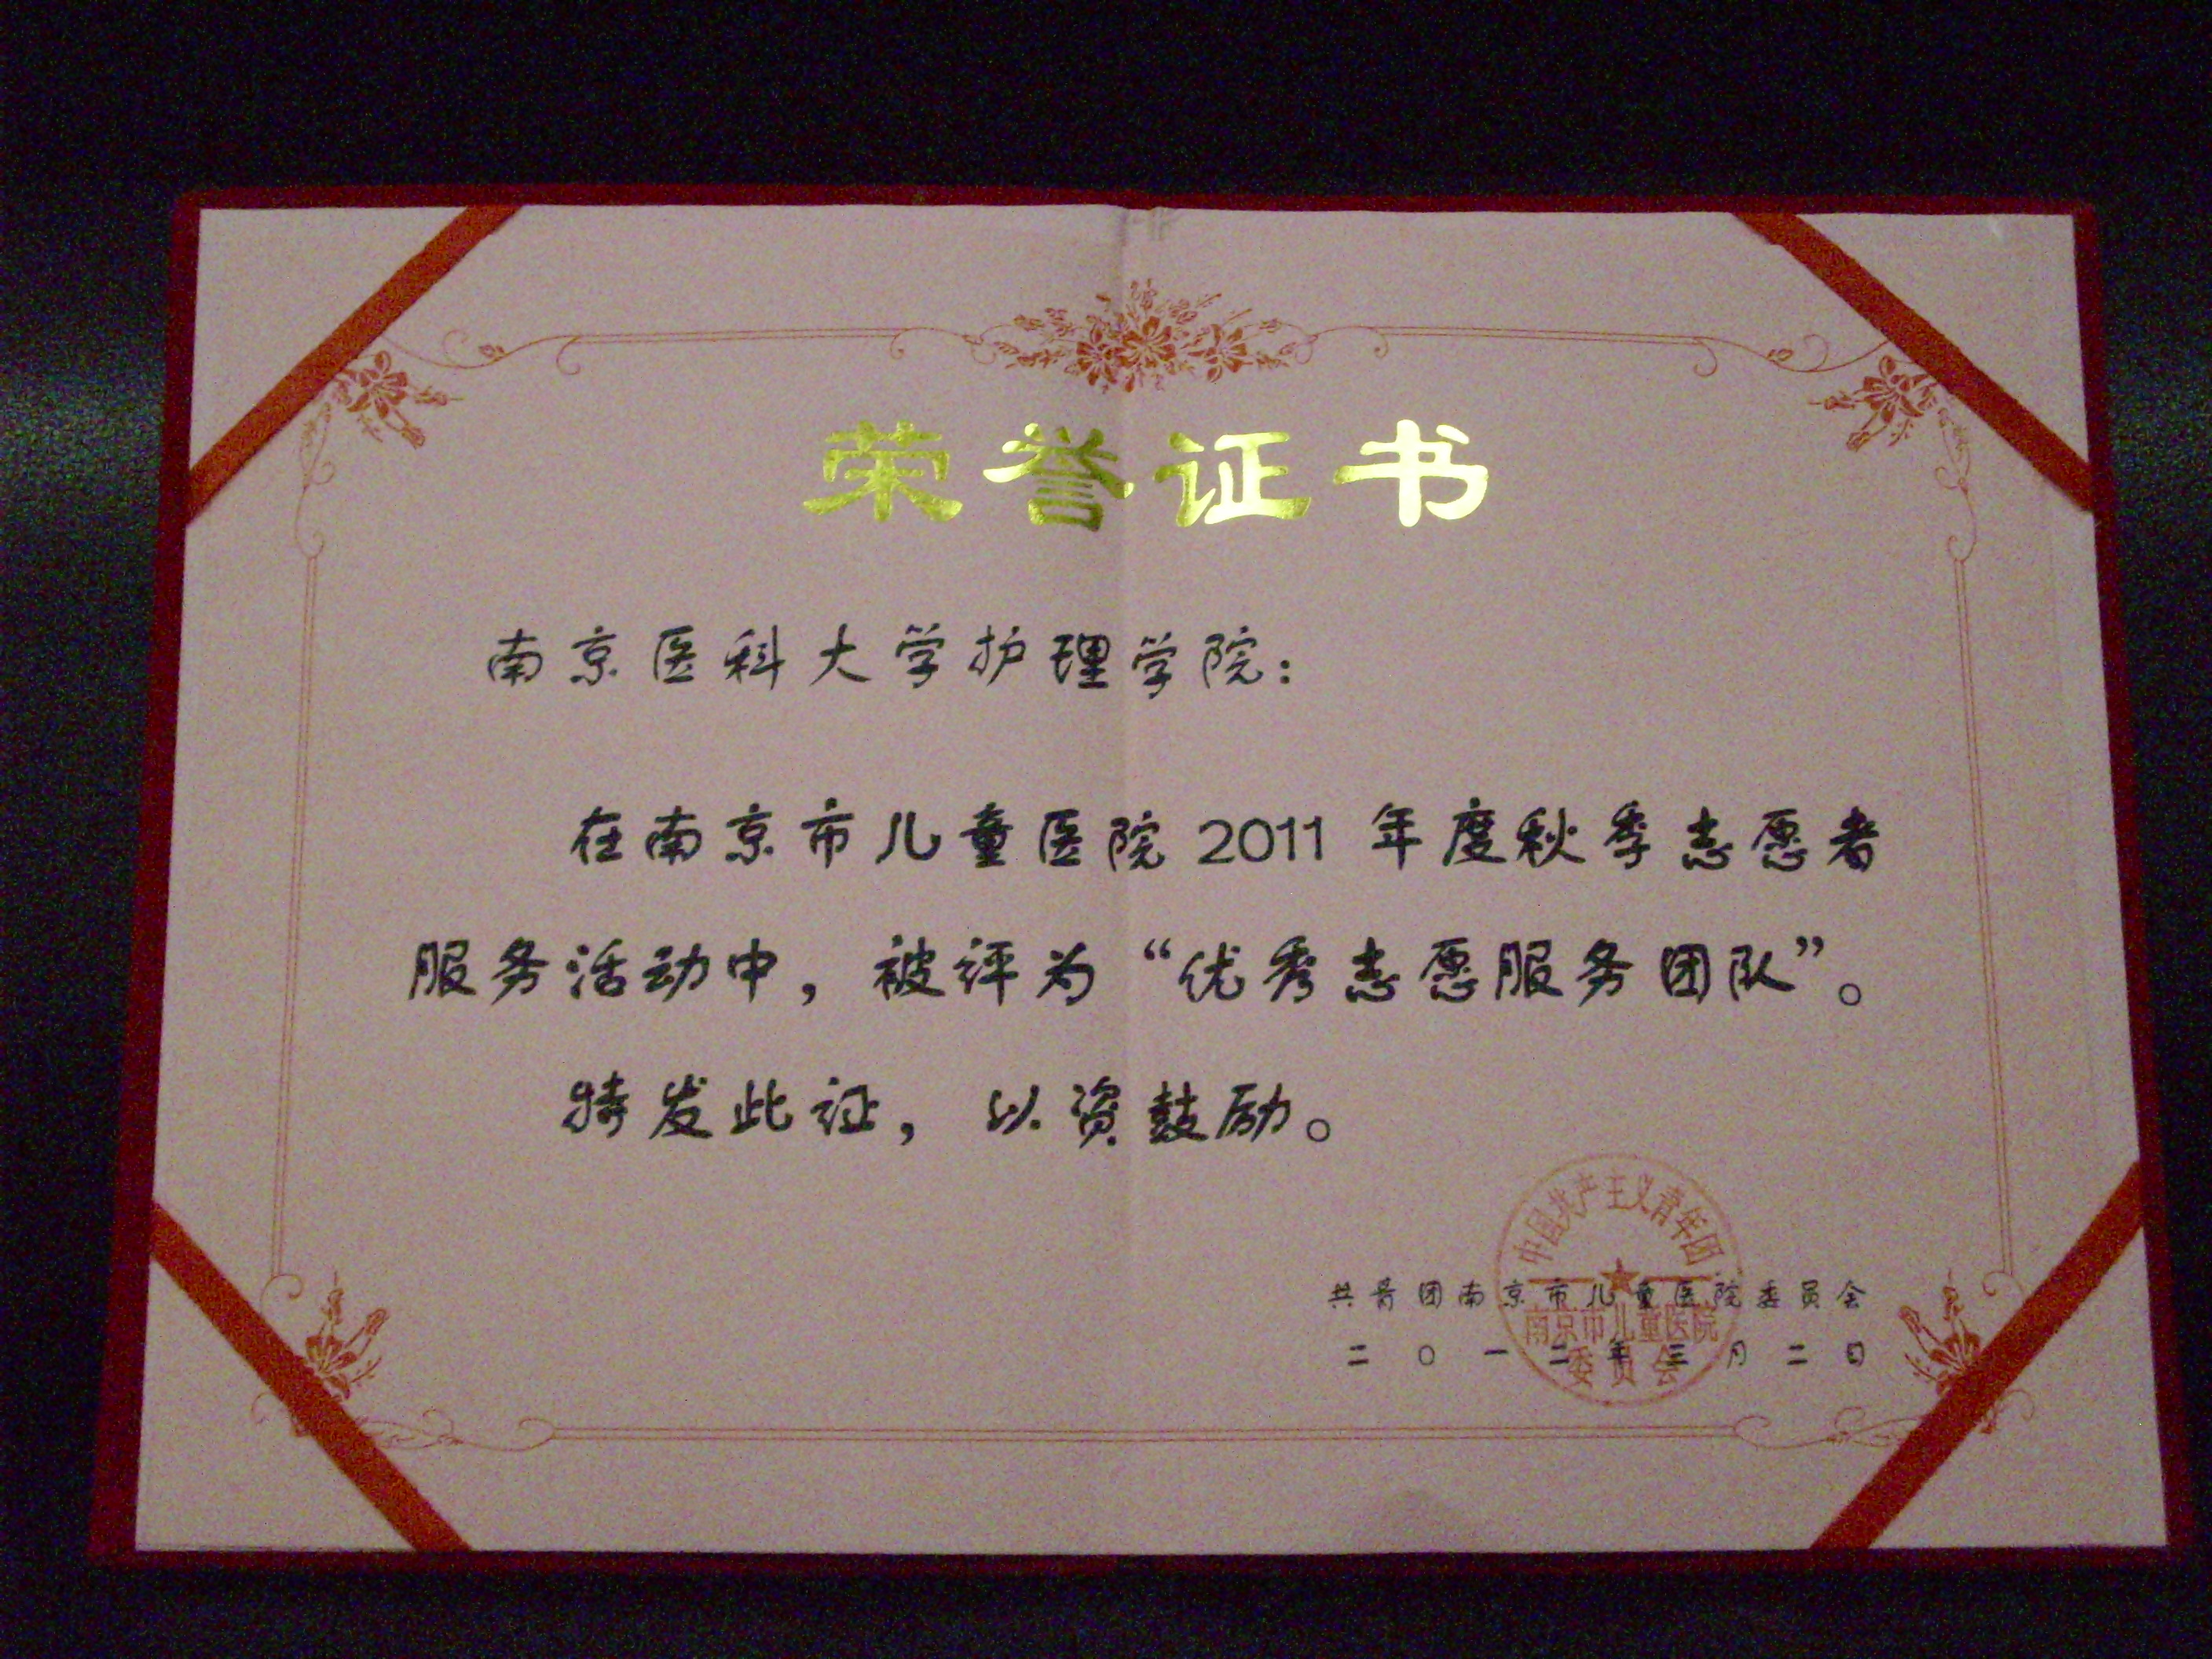 荣誉证书
南京医科大学护理学院：
在南京市儿童医院 2011 年度秋季志愿者
服务活动中，被评为“优秀志愿服务团队”。
特发此证，以资鼓励。
中国共产主义青年团
共青团南京市儿童医院委员会
南京市儿童医院
二〇一二年三月二日
委员会